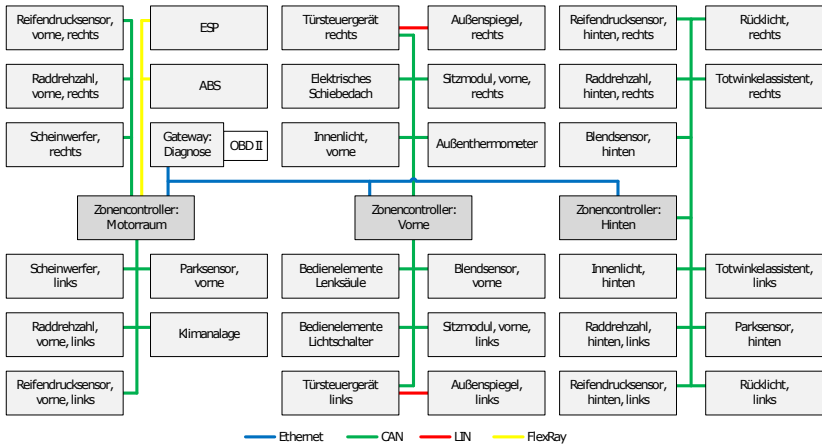 Reifendrucksensor,
vorne, rechts
ESP
Türsteuergerät
rechts
Außenspiegel,
rechts
Reifendrucksensor,
hinten, rechts
Rücklicht,
rechts
Raddrehzahl,
vorne, rechts
ABS
Elektrisches
Schiebedach
Sitzmodul, vorne,
rechts
Raddrehzahl,
hinten, rechts
Totwinkelassistent,
rechts
Scheinwerfer,
rechts
Gateway:
Diagnose
OBD II
Innenlicht,
vorne
Außenthermometer
Blendsensor,
hinten
Zonencontroller:
Motorraum
Zonencontroller:
Vorne
Zonencontroller:
Hinten
Scheinwerfer,
links
Parksensor,
vorne
Bedienelemente
Lenksäule
Blendsensor,
vorne
Innenlicht,
hinten
Totwinkelassistent,
links
Raddrehzahl,
vorne, links
Klimanalage
Bedienelemente
Lichtschalter
Sitzmodul, vorne,
links
Raddrehzahl,
hinten, links
Parksensor,
hinten
Reifendrucksensor,
vorne, links
Türsteuergerät
links
Außenspiegel,
links
Reifendrucksensor,
hinten, links
Rücklicht,
links
Ethernet CAN LIN FlexRay